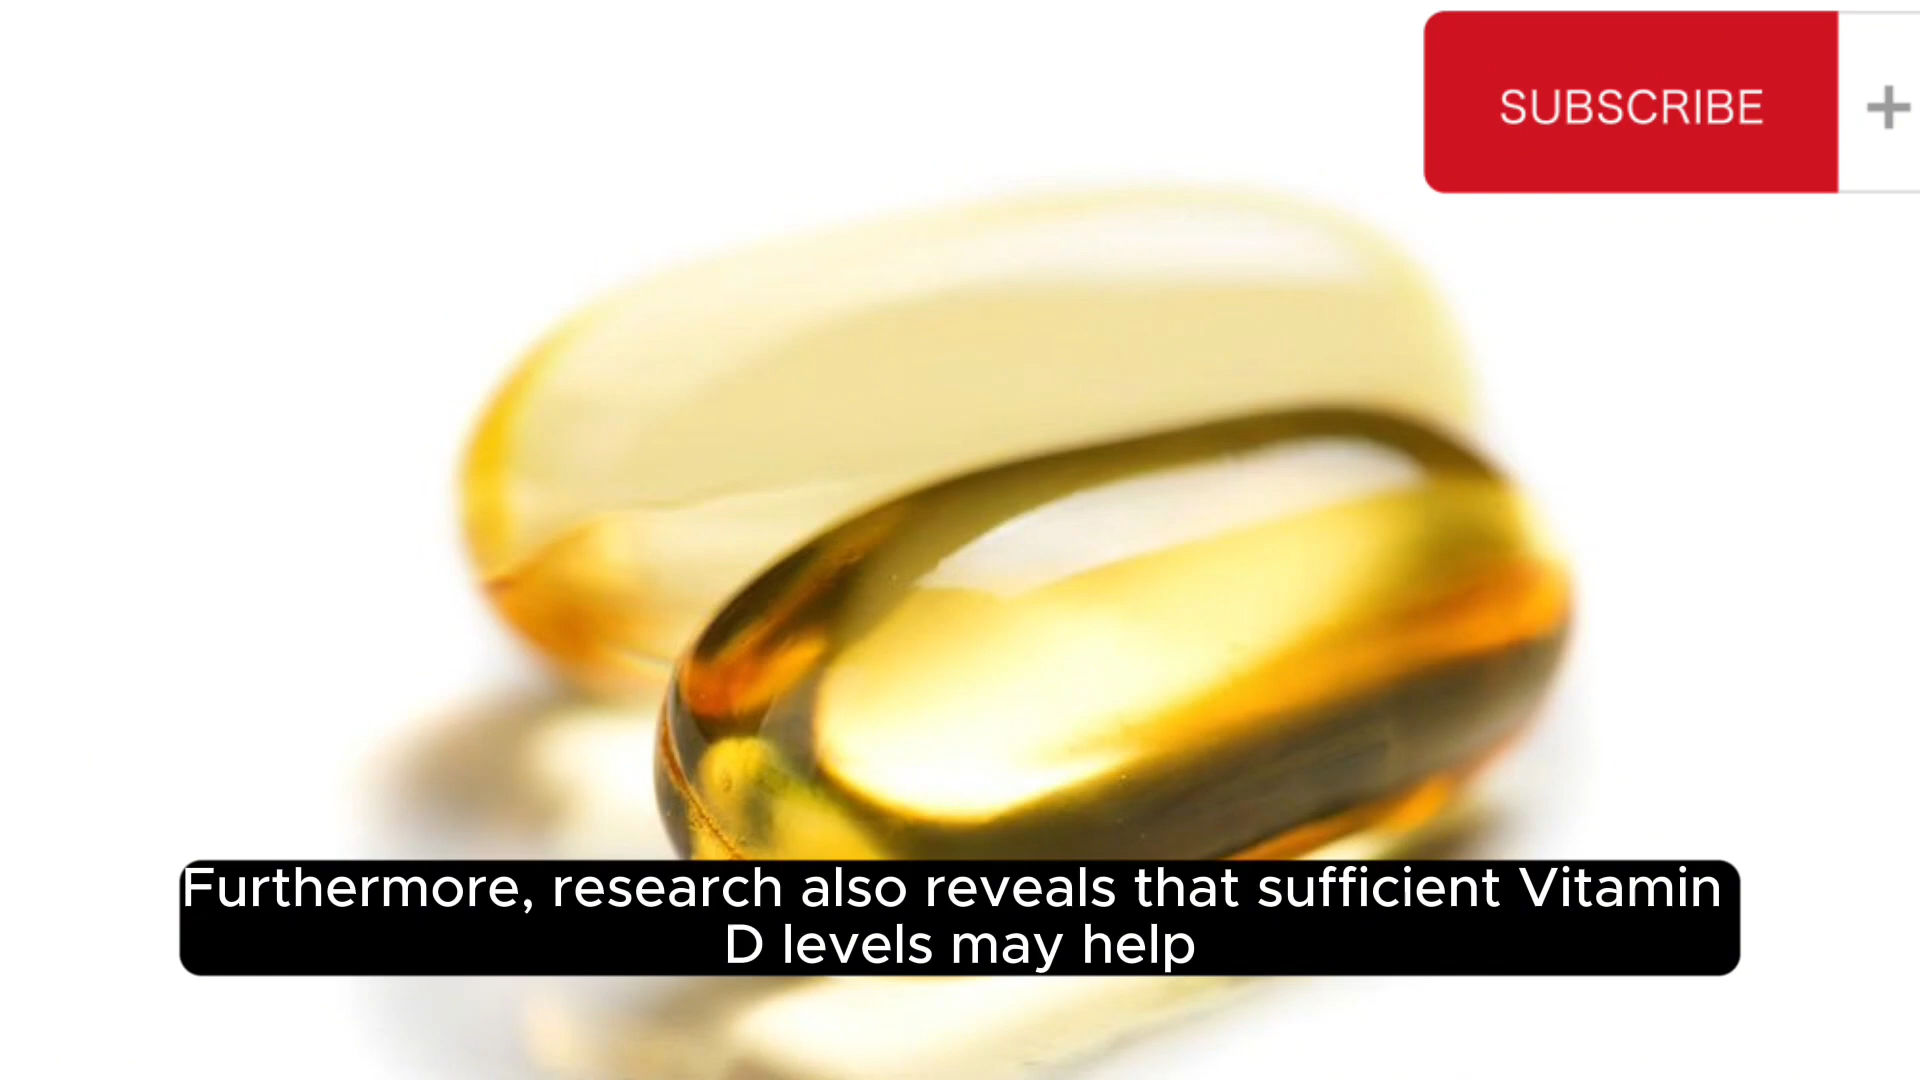 SUBSCRIBE +
Furthermore, research also reveals that sufficient Vitamin
D levels may help